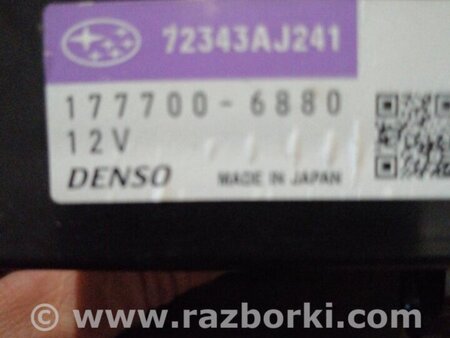 72343AJ241
177700-6880
12V
DENSO MADE IN JAPAN
© www.razborki.com